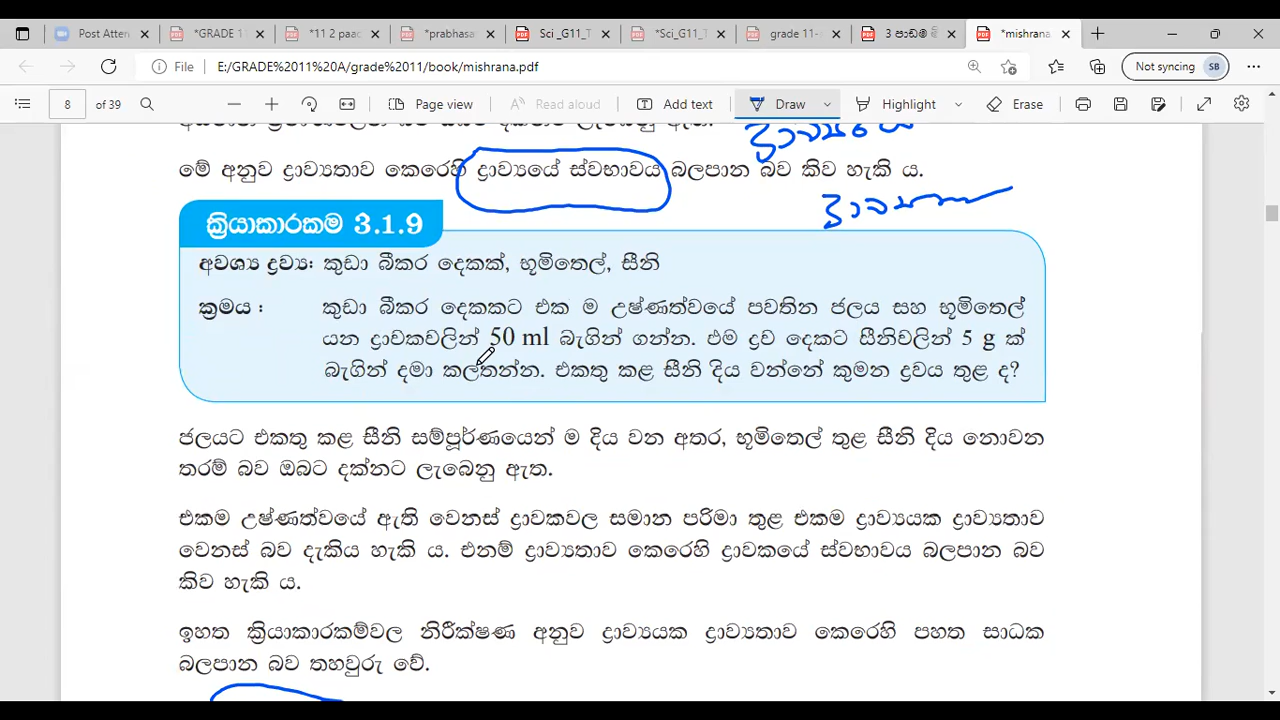 Post Atten
*GRADE 1
*11 2 paac
*prabhasa
Sci _G11_T
*Sci_G11_T
grade 11-
3 පාඩම
*mishrana
File E:/GRADE%2011%20A/grade%2011/book/mishrana.pdf Not syncing SB
8 of 39 Page view Read aloud Add text Draw Highlight Erase
මේ අනුව ද්‍රාව්‍යතාව කෙරෙහි ද්‍රාව්‍යයේ ස්වභාවය බලපාන බව කිව හැකි ය.
ක්‍රියාකාරකම 3.1.9
අවශ්‍ය ද්‍රව්‍ය: කුඩා බීකර දෙකක්, භූමිතෙල්, සීනි
ක්‍රමය : කුඩා බීකර දෙකකට එක ම උෂ්ණත්වයේ පවතින ජලය සහ භූමිතෙල්
යන ද්‍රාවකවලින් 50 ml බැගින් ගන්න. එම ද්‍රව දෙකට සීනිවලින් 5 g ක්
බැගින් දමා කලතන්න. එකතු කළ සීනි දිය වන්නේ කුමන ද්‍රවය තුළ ද?
ජලයට එකතු කළ සීනි සම්පූර්ණයෙන් ම දිය වන අතර, භූමිතෙල් තුළ සීනි දිය නොවන
තරම් බව ඔබට දක්නට ලැබෙනු ඇත.
එකම උෂ්ණත්වයේ ඇති වෙනස් ද්‍රාවකවල සමාන පරිමා තුළ එකම ද්‍රාව්‍යයක ද්‍රාව්‍යතාව
වෙනස් බව දැකිය හැකි ය. එනම් ද්‍රාව්‍යතාව කෙරෙහි ද්‍රාවකයේ ස්වභාවය බලපාන බව
කිව හැකි ය.
ඉහත ක්‍රියාකාරකම්වල නිරීක්ෂණ අනුව ද්‍රාව්‍යයක ද්‍රාව්‍යතාව කෙරෙහි පහත සාධක
බලපාන බව තහවුරු වේ.